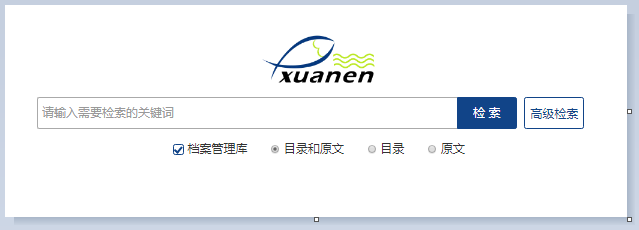 xuanen
请输入需要检索的关键词 检 索 高级检索
档案管理库 目录和原文 目录 原文